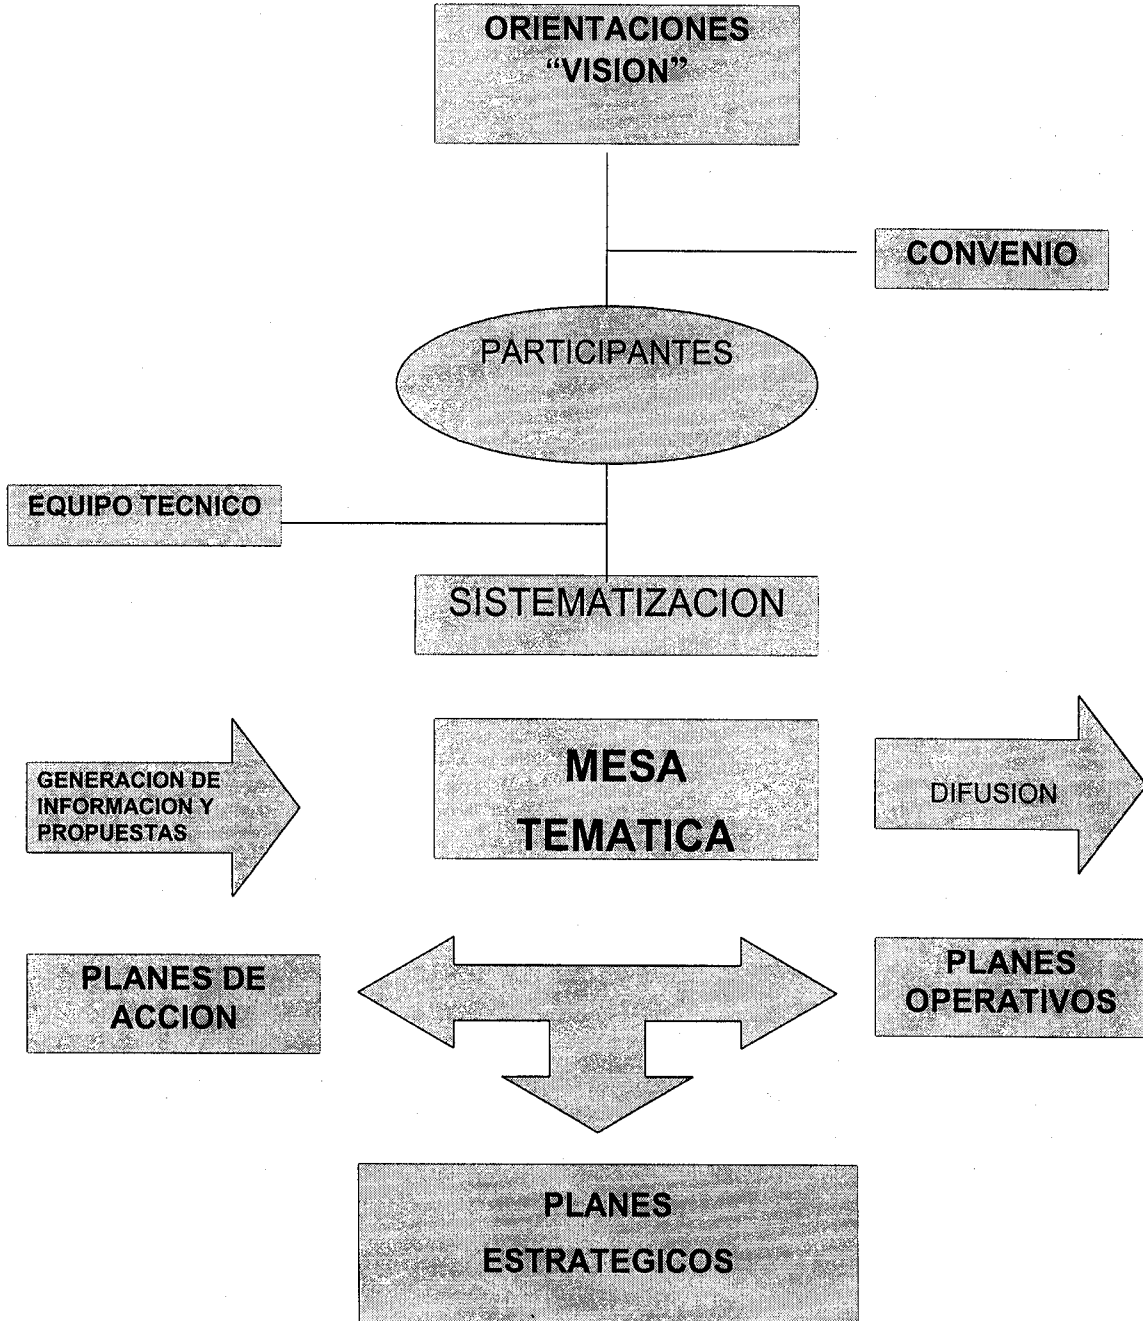 ORIENTACIONES
“VISION”
CONVENIO
PARTICIPANTES
EQUIPO TECNICO
SISTEMATIZACION
GENERACION DE
INFORMACION Y
PROPUESTAS
MESA
TEMATICA
DIFUSION
PLANES DE
ACCION
PLANES
OPERATIVOS
PLANES
ESTRATEGICOS